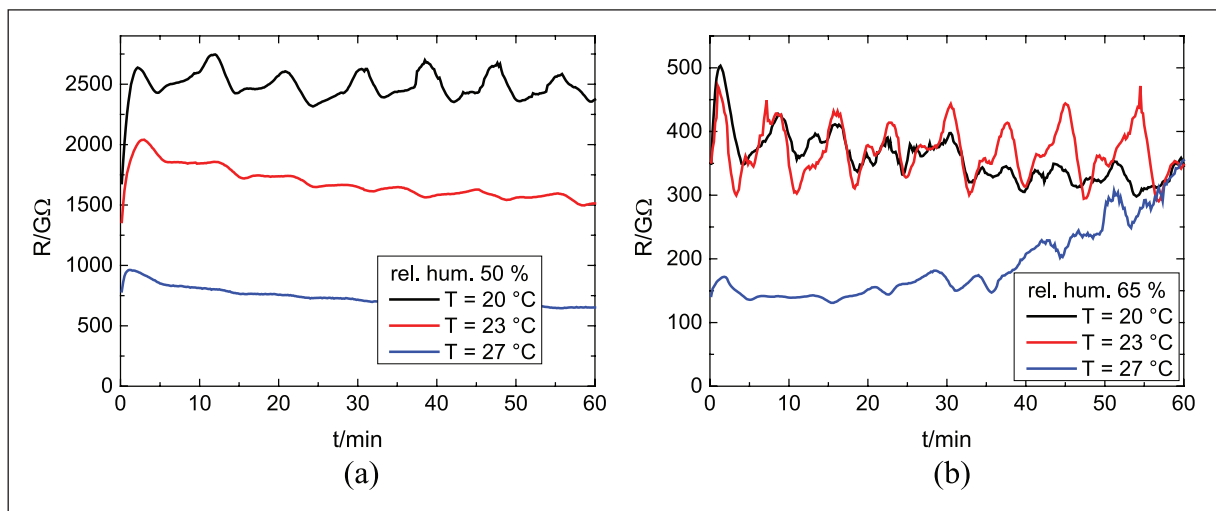 R/GΩ
2500
2000
1500
1000
500
0
rel. hum. 50 %
T = 20 °C
T = 23 °C
T = 27 °C
0 10 20 30 40 50 60
t/min
(a)
R/GΩ
500
400
300
200
100
0
rel. hum. 65 %
T = 20 °C
T = 23 °C
T = 27 °C
0 10 20 30 40 50 60
t/min
(b)